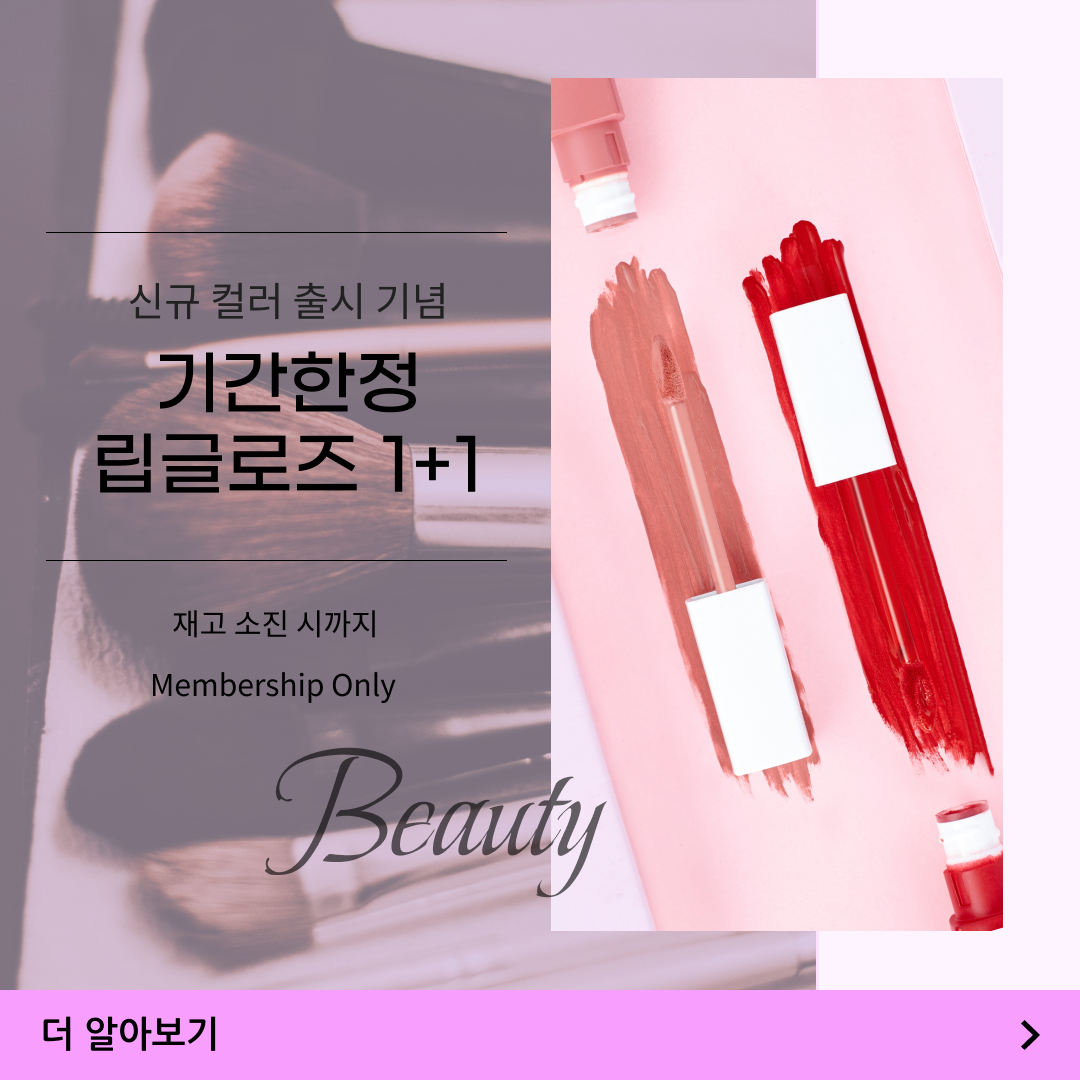 신규 컬러 출시 기념
기간한정
립글로즈 1+1
재고 소진 시까지
Membership Only
Beauty
더 알아보기